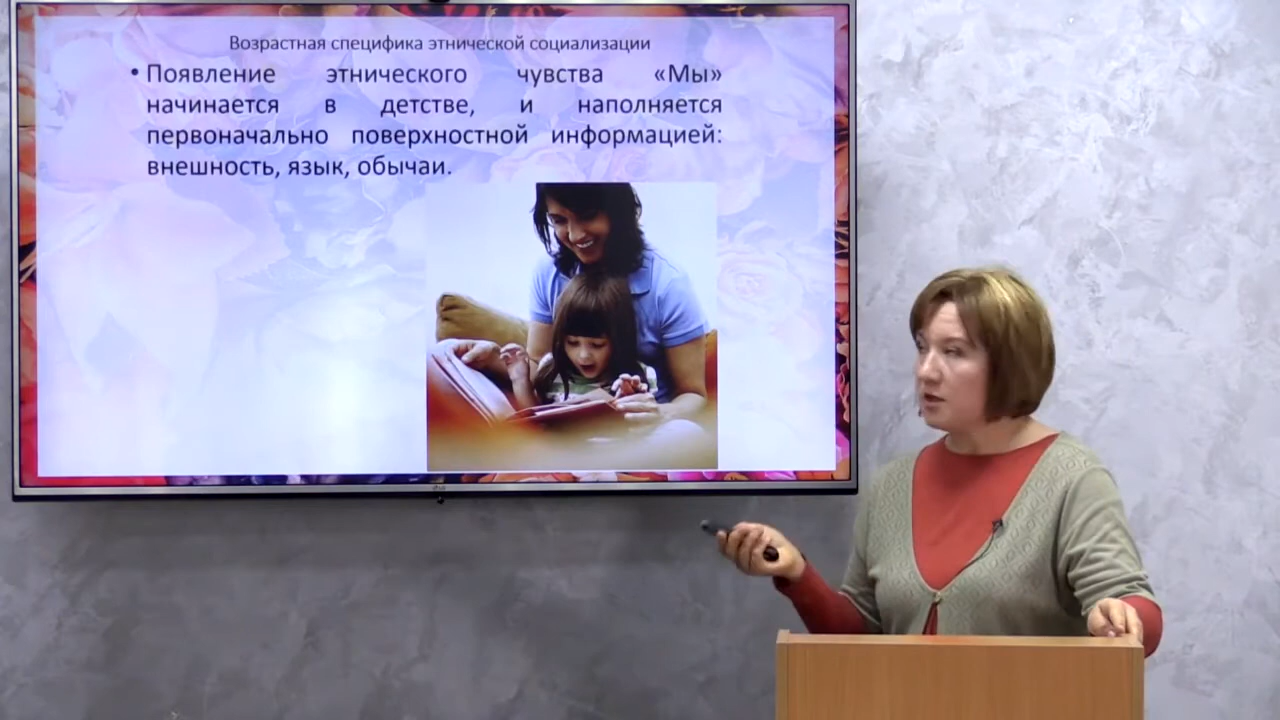 Возрастная специфика этнической социализации
• Появление этнического чувства «Мы»
начинается в детстве, и наполняется
первоначально поверхностной информацией:
внешность, язык, обычаи.